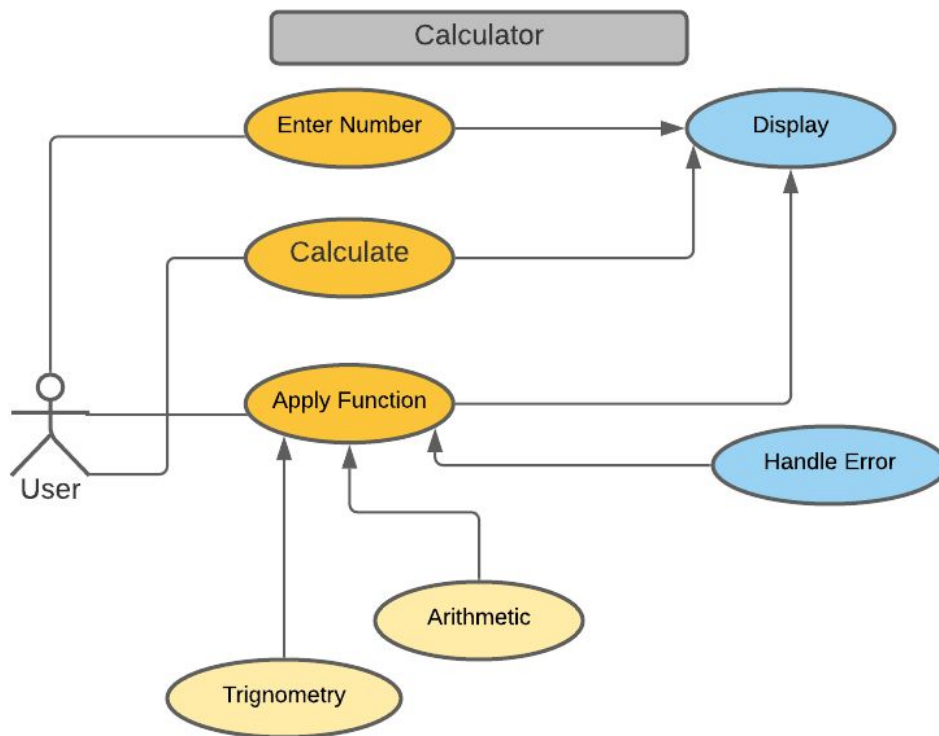 Calculator
Enter Number
Display
Calculate
Apply Function
Handle Error
User
Arithmetic
Trignometry